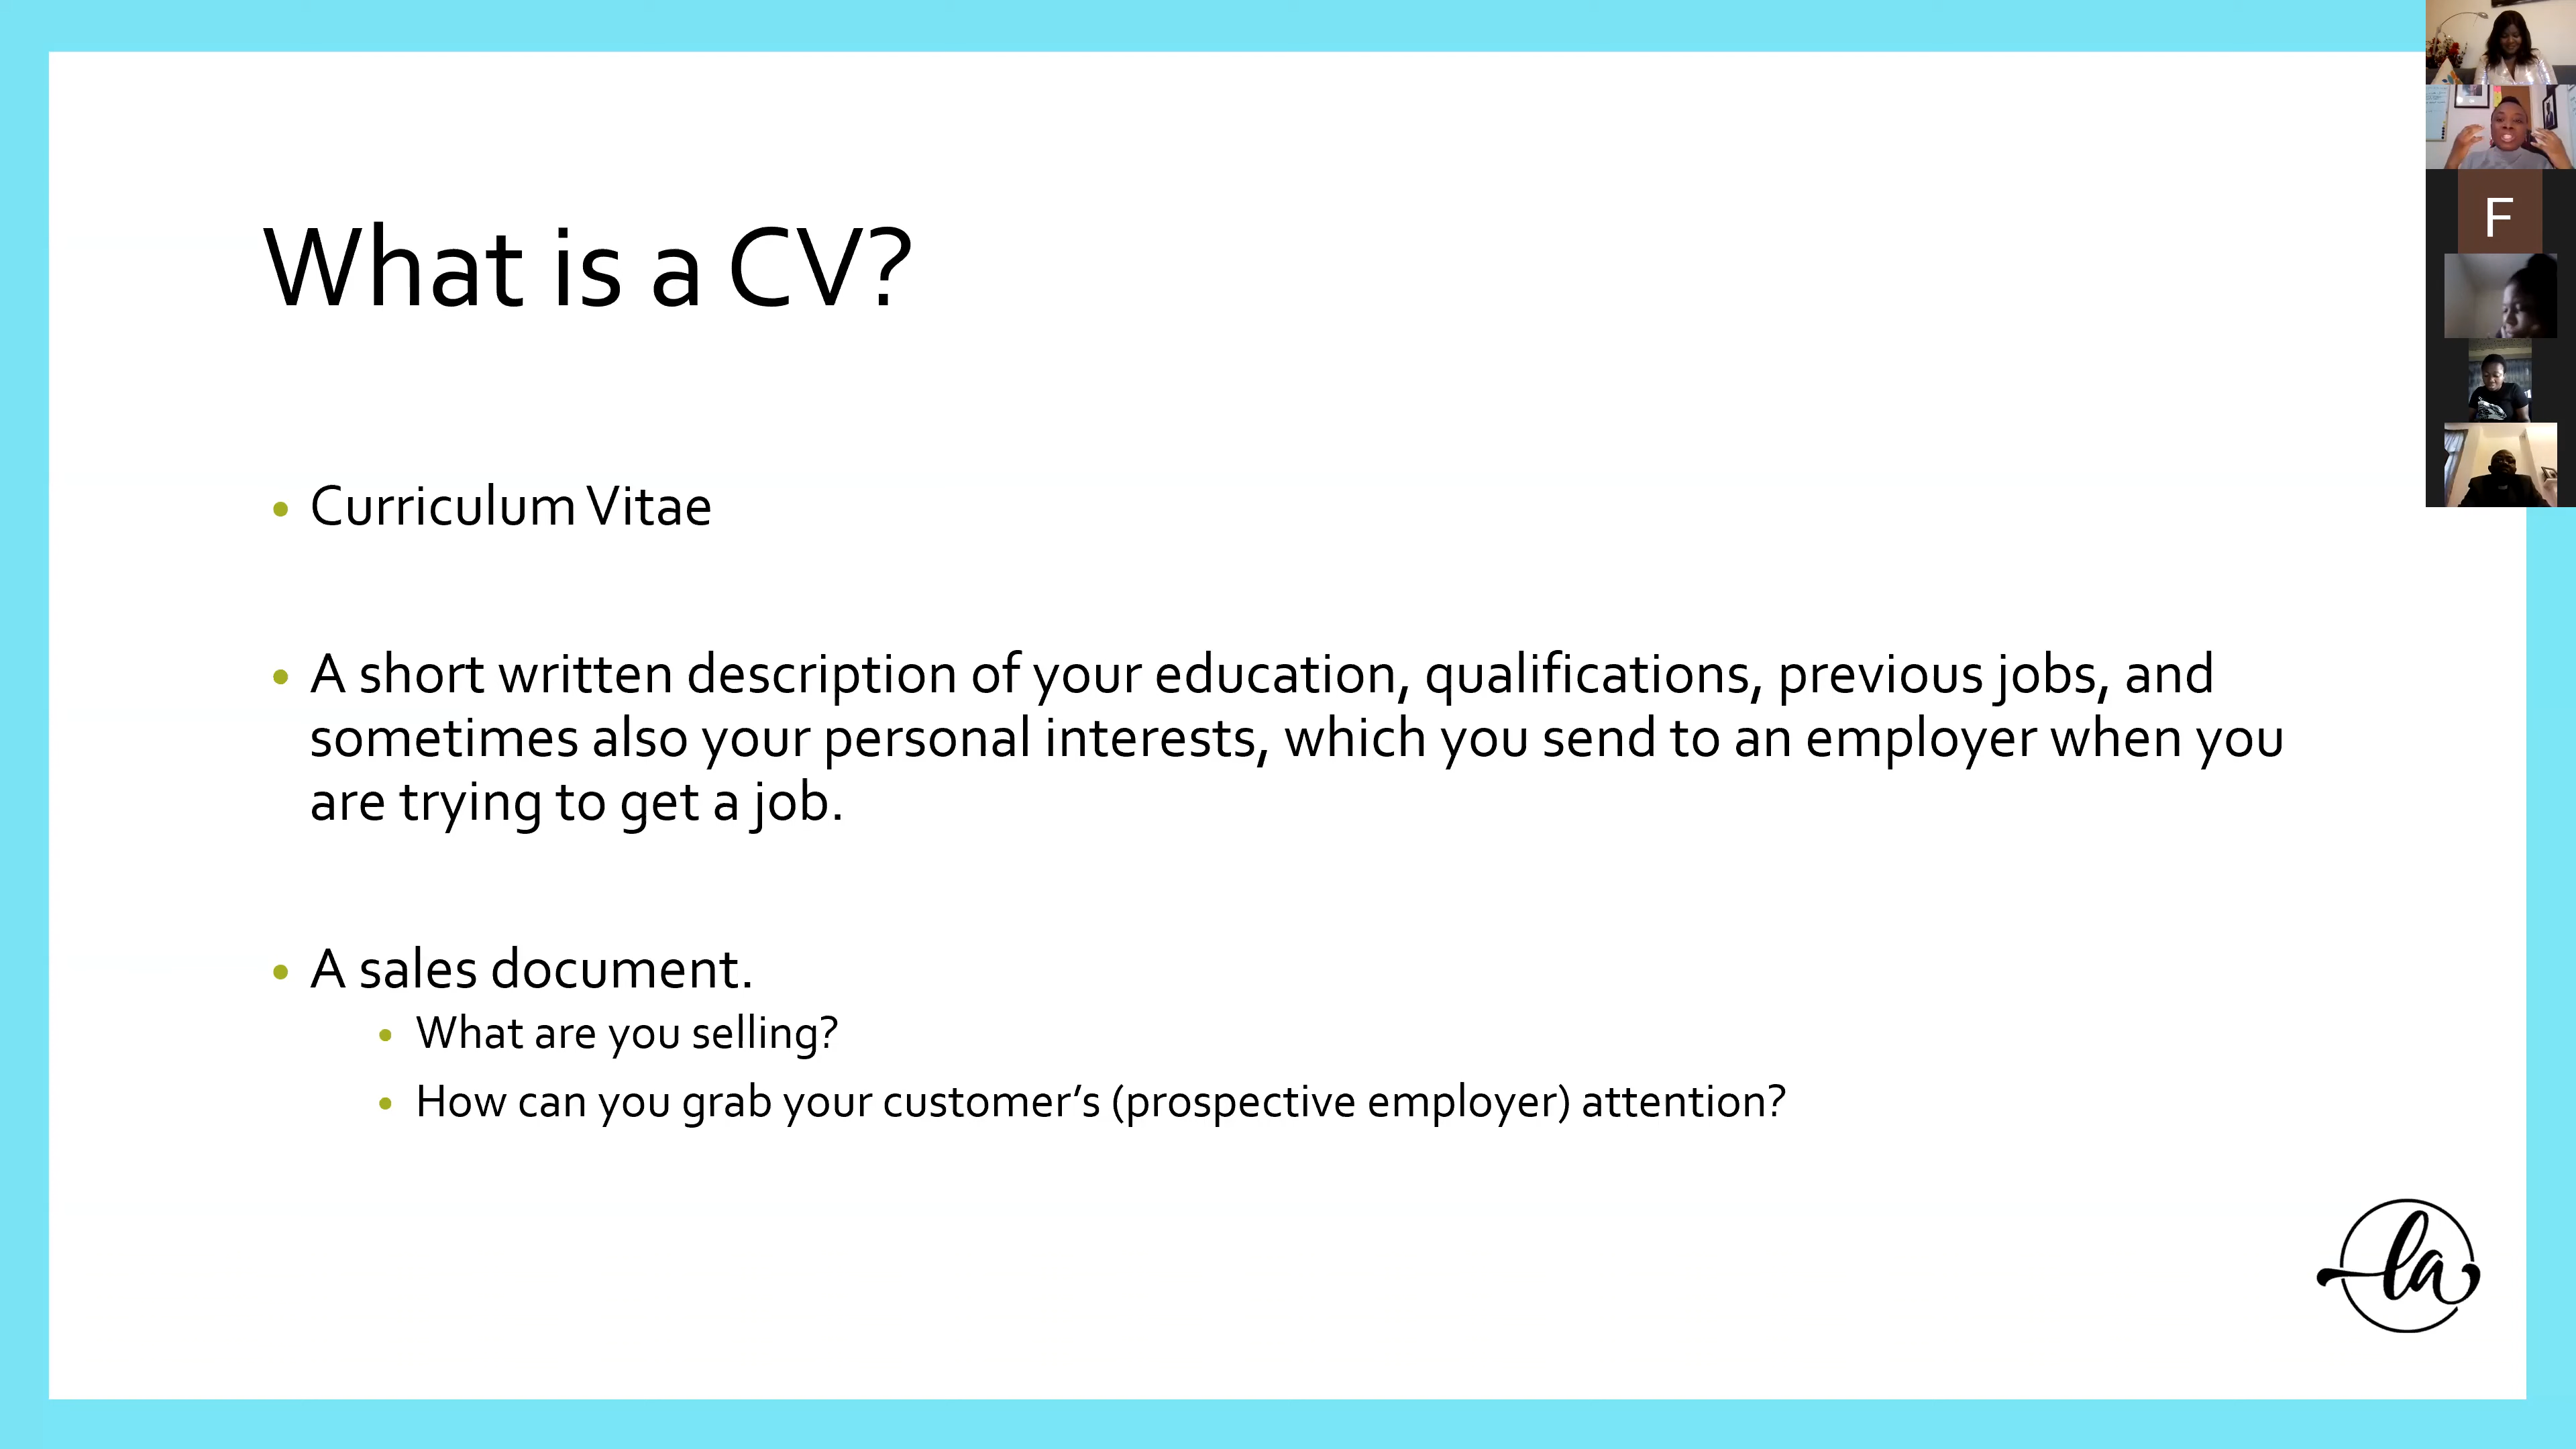 What is a CV?
F
• Curriculum Vitae
• A short written description of your education, qualifications, previous jobs, and
sometimes also your personal interests, which you send to an employer when you
are trying to get a job.
• A sales document.
• What are you selling?
• How can you grab your customer’s (prospective employer) attention?
la